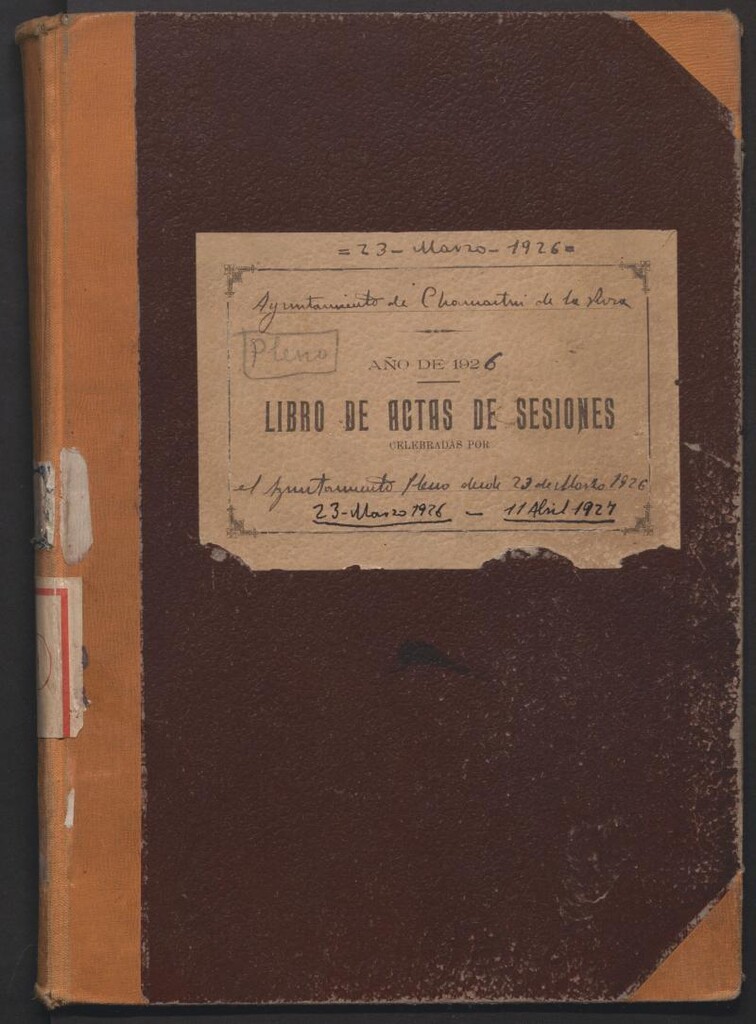 = 23 - Marzo - 1926 =
Ayuntamiento de Chamartin de la Rosa
Pleno
AÑO DE 1926
LIBRO DE ACTAS DE SESIONES
CELEBRADAS POR
el Ayuntamiento Pleno desde 23 de Marzo 1926
23-Marzo 1926 - 11 Abril 1927